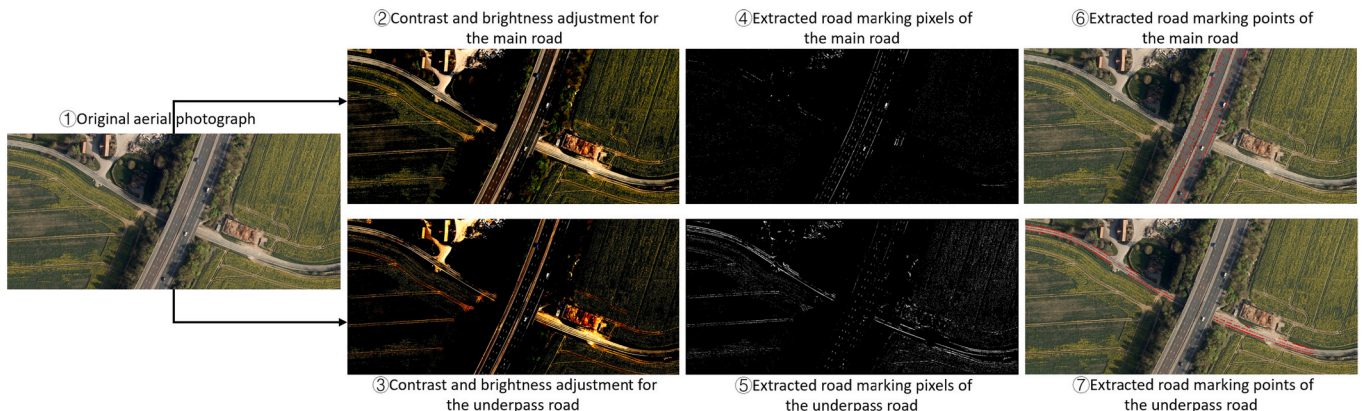 ①Original aerial photograph
②Contrast and brightness adjustment for
the main road
③Contrast and brightness adjustment for
the underpass road
④Extracted road marking pixels of
the main road
⑤Extracted road marking pixels of
the underpass road
⑥Extracted road marking points of
the main road
⑦Extracted road marking points of
the underpass road